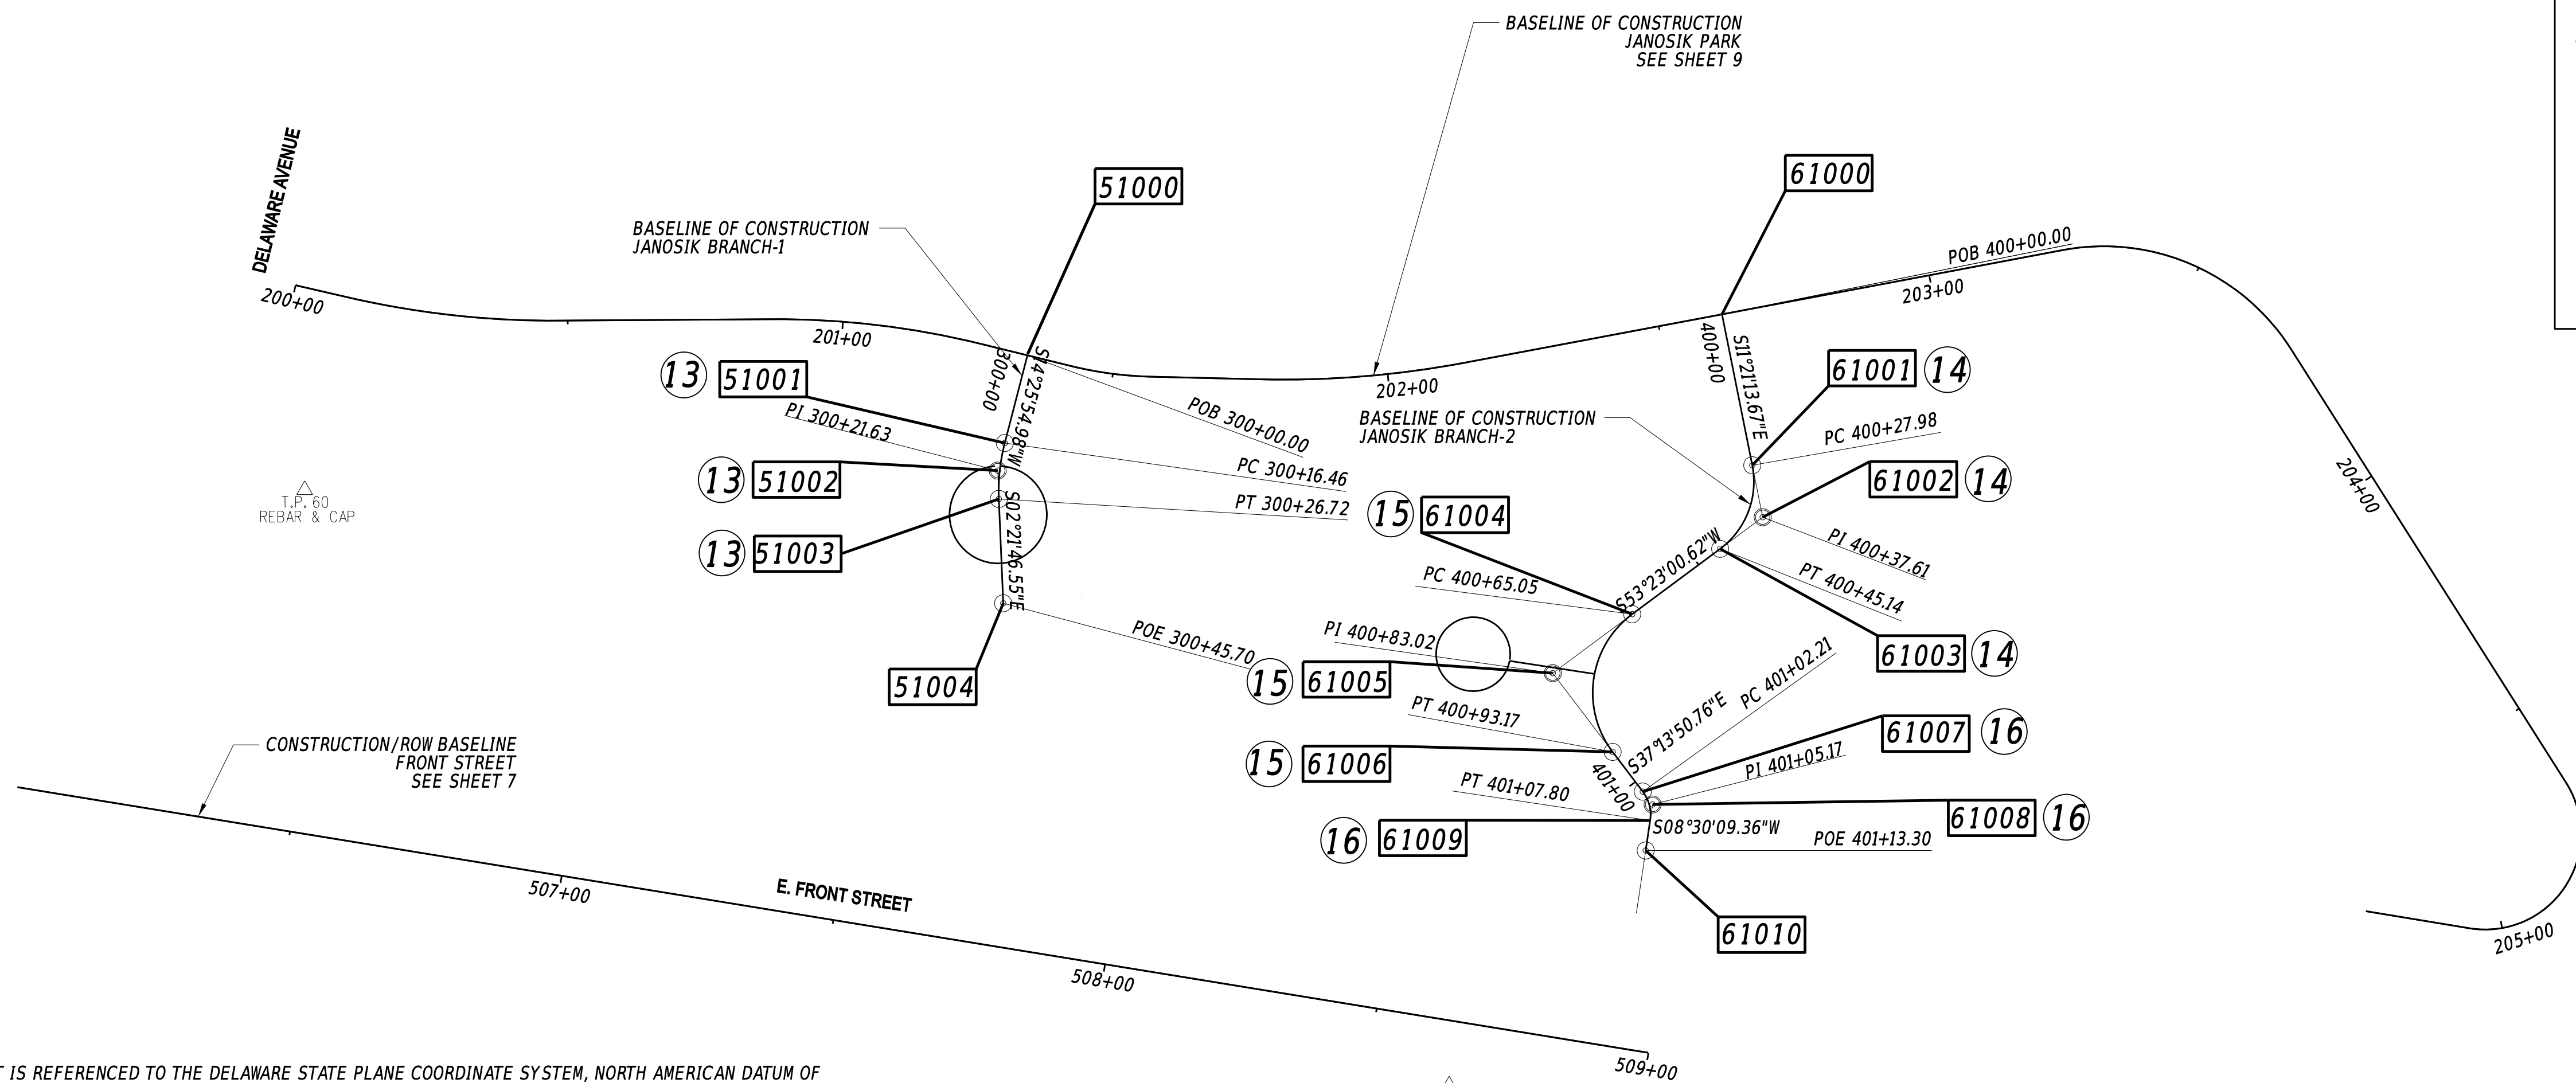 BASELINE OF CONSTRUCTION
JANOSIK PARK
SEE SHEET 9
DELAWARE AVENUE
51000
61000
BASELINE OF CONSTRUCTION
JANOSIK BRANCH-1
POB 400+00.00
200+00
201+00
203+00
300+00
S14°25'54.98"W
400+00
S11°21'13.67"E
13
51001
PI 300+21.63
POB 300+00.00
202+00
61001
14
BASELINE OF CONSTRUCTION
JANOSIK BRANCH-2
PC 400+27.98
PC 300+16.46
13
51002
61002
14
204+00
T.P. 60
REBAR & CAP
PT 300+26.72
15
61004
13
51003
S02°21'46.55"E
PI 400+37.61
S53°23'00.62"W
PC 400+65.05
PT 400+45.14
POE 300+45.70
PI 400+83.02
61003
14
51004
15
61005
PT 400+93.17
PC 401+02.21
S37°13'50.76"E
61007
16
CONSTRUCTION/ROW BASELINE
FRONT STREET
SEE SHEET 7
15
61006
PI 401+05.17
401+00
PT 401+07.80
16
61009
S08°30'09.36"W
POE 401+13.30
61008
16
507+00
E. FRONT STREET
61010
205+00
508+00
509+00
IS REFERENCED TO THE DELAWARE STATE PLANE COORDINATE SYSTEM, NORTH AMERICAN DATUM OF